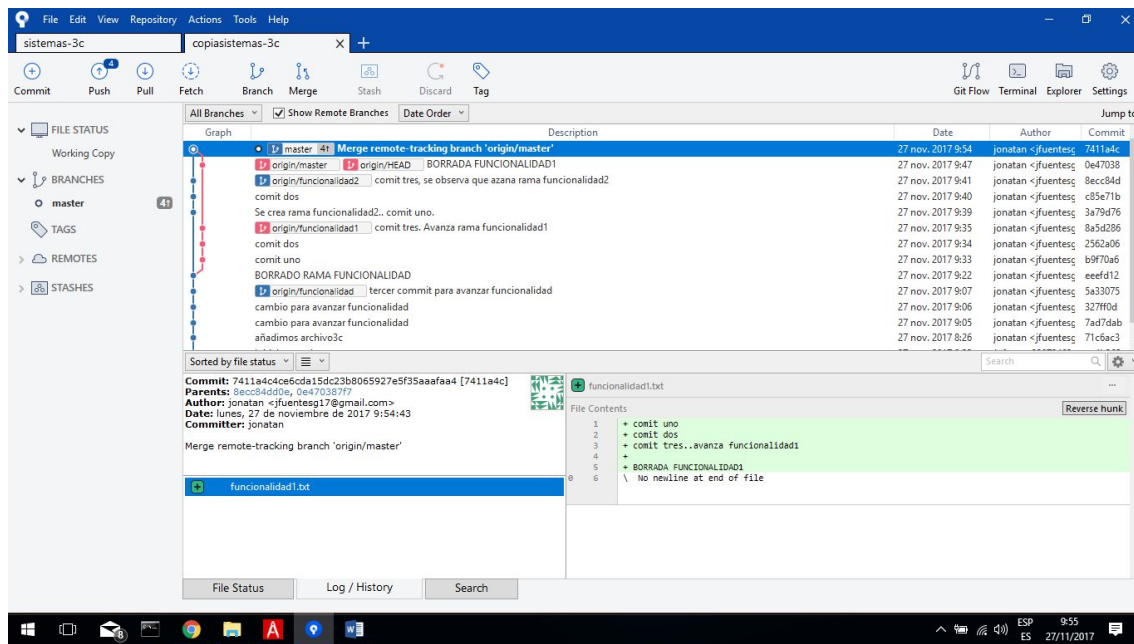 File Edit View Repository Actions Tools Help
sistemas-3c copiasistemas-3c
4
Commit Push Pull Fetch Branch Merge Stash Discard Tag Git Flow Terminal Explorer Settings
All Branches Show Remote Branches Date Order Jump to
FILE STATUS
Working Copy
BRANCHES
master 4↑
TAGS
REMOTES
STASHES
Graph Description Date Author Commit
master 4↑ Merge remote-tracking branch 'origin/master' 27 nov. 2017 9:54 jonatan <jfuentesg 7411a4c
origin/master origin/HEAD BORRADA FUNCIONALIDAD1 27 nov. 2017 9:47 jonatan <jfuentesg 0e47038
origin/funcionalidad2 comit tres, se observa que azana rama funcionalidad2 27 nov. 2017 9:41 jonatan <jfuentesg 8ecc84d
comit dos 27 nov. 2017 9:40 jonatan <jfuentesg c85e71b
Se crea rama funcionalidad2.. comit uno. 27 nov. 2017 9:39 jonatan <jfuentesg 3a79d76
origin/funcionalidad1 comit tres. Avanza rama funcionalidad1 27 nov. 2017 9:35 jonatan <jfuentesg 8a5d286
comit dos 27 nov. 2017 9:34 jonatan <jfuentesg 2562a06
comit uno 27 nov. 2017 9:33 jonatan <jfuentesg b9f70a6
BORRADO RAMA FUNCIONALIDAD 27 nov. 2017 9:22 jonatan <jfuentesg eeefd12
origin/funcionalidad tercer commit para avanzar funcionalidad 27 nov. 2017 9:07 jonatan <jfuentesg 5a33075
cambio para avanzar funcionalidad 27 nov. 2017 9:06 jonatan <jfuentesg 327ff0d
cambio para avanzar funcionalidad 27 nov. 2017 9:05 jonatan <jfuentesg 7ad7dab
añadimos archivo3c 27 nov. 2017 8:26 jonatan <jfuentesg 71c6ac3
Sorted by file status Search
Commit: 7411a4c4ce6cda15dc23b8065927e5f35aaafaa4 [7411a4c]
Parents: 8ecc84dd0e, 0e470387f7
Author: jonatan <jfuentesg17@gmail.com>
Date: lunes, 27 de noviembre de 2017 9:54:43
Committer: jonatan
Merge remote-tracking branch 'origin/master'
funcionalidad1.txt
funcionalidad1.txt
File Contents Reverse hunk
1 + comit uno
2 + comit dos
3 + comit tres..avanza funcionalidad1
4 +
5 + BORRADA FUNCIONALIDAD1
0 6 \ No newline at end of file
File Status Log / History Search
8
ESP 9:55
ES 27/11/2017